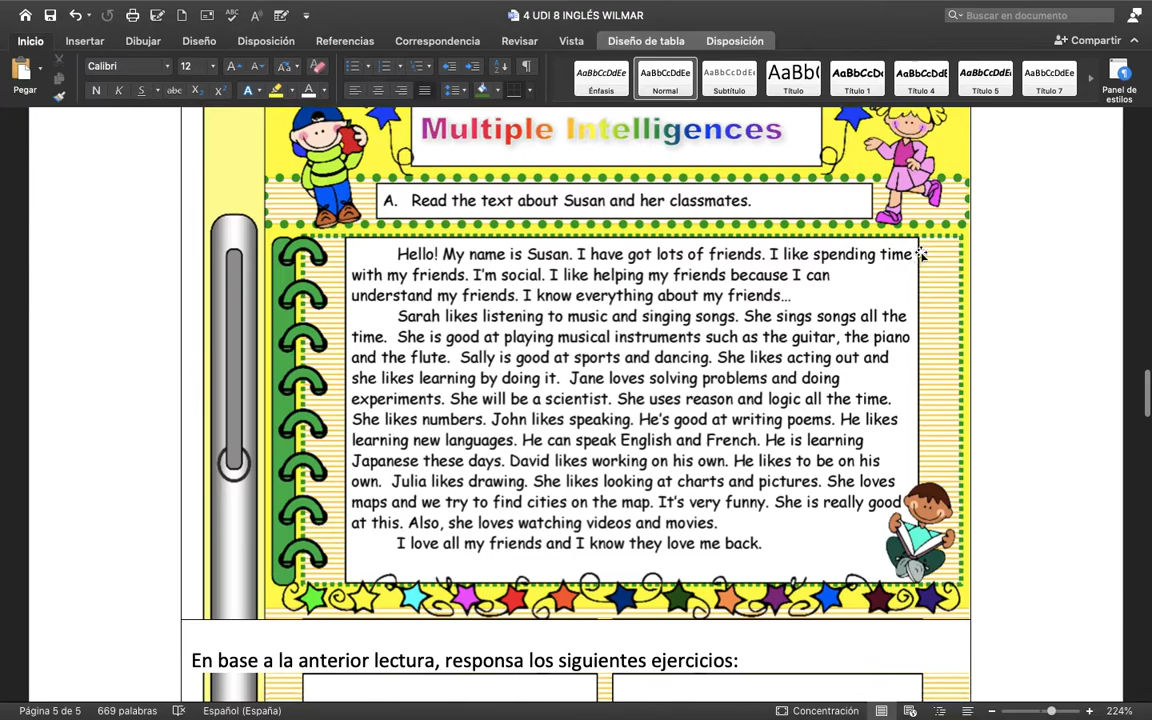 4 UDI 8 INGLÉS WILMAR
Buscar en documento
Inicio Insertar Dibujar Diseño Disposición Referencias Correspondencia Revisar Vista Diseño de tabla Disposición Compartir
Pegar
Calibri 12
N K S abc X₂ X²
AaBbCcDdEe AaBbCcDdEe AaBbCcDdEe AaBb( AaBbCc AaBbCcDdE AaBbCcDdEe AaBbCcDdEe
Énfasis Normal Subtítulo Título Título 1 Título 4 Título 5 Título 7
Panel de
estilos
Multiple Intelligences
A. Read the text about Susan and her classmates.
Hello! My name is Susan. I have got lots of friends. I like spending time
with my friends. I'm social. I like helping my friends because I can
understand my friends. I know everything about my friends…
Sarah likes listening to music and singing songs. She sings songs all the
time. She is good at playing musical instruments such as the guitar, the piano
and the flute. Sally is good at sports and dancing. She likes acting out and
she likes learning by doing it. Jane loves solving problems and doing
experiments. She will be a scientist. She uses reason and logic all the time.
She likes numbers. John likes speaking. He's good at writing poems. He likes
learning new languages. He can speak English and French. He is learning
Japanese these days. David likes working on his own. He likes to be on his
own. Julia likes drawing. She likes looking at charts and pictures. She loves
maps and we try to find cities on the map. It's very funny. She is really good
at this. Also, she loves watching videos and movies.
I love all my friends and I know they love me back.
En base a la anterior lectura, responsa los siguientes ejercicios:
Página 5 de 5 669 palabras Español (España) Concentración 224%